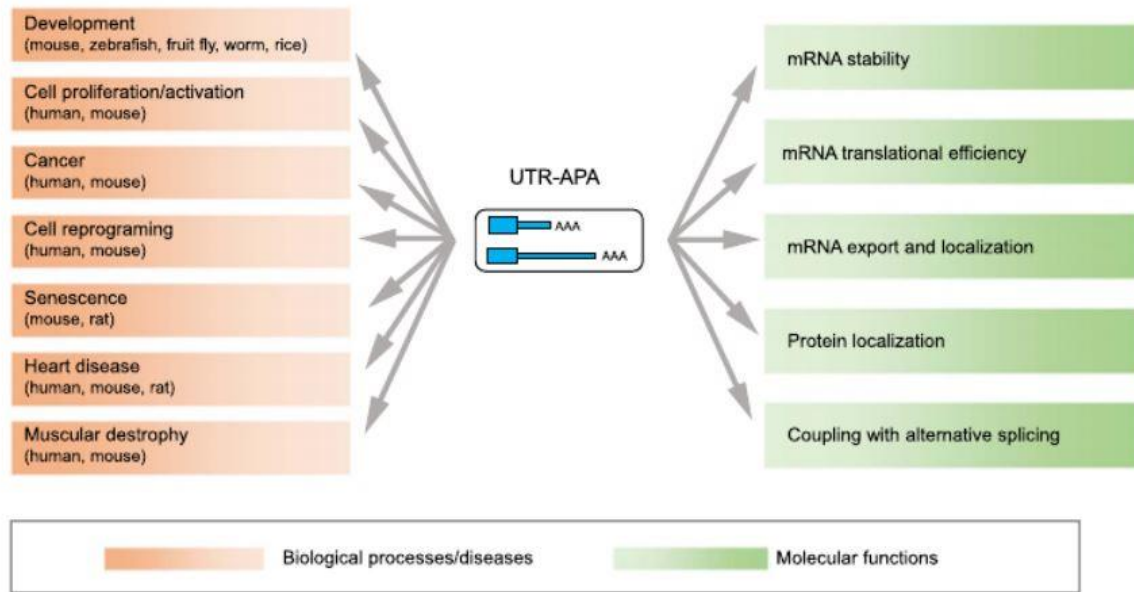 Development
(mouse, zebrafish, fruit fly, worm, rice)
Cell proliferation/activation
(human, mouse)
Cancer
(human, mouse)
Cell reprograming
(human, mouse)
Senescence
(mouse, rat)
Heart disease
(human, mouse, rat)
Muscular destrophy
(human, mouse)
UTR-APA
AAA
AAA
mRNA stability
mRNA translational efficiency
mRNA export and localization
Protein localization
Coupling with alternative splicing
Biological processes/diseases
Molecular functions